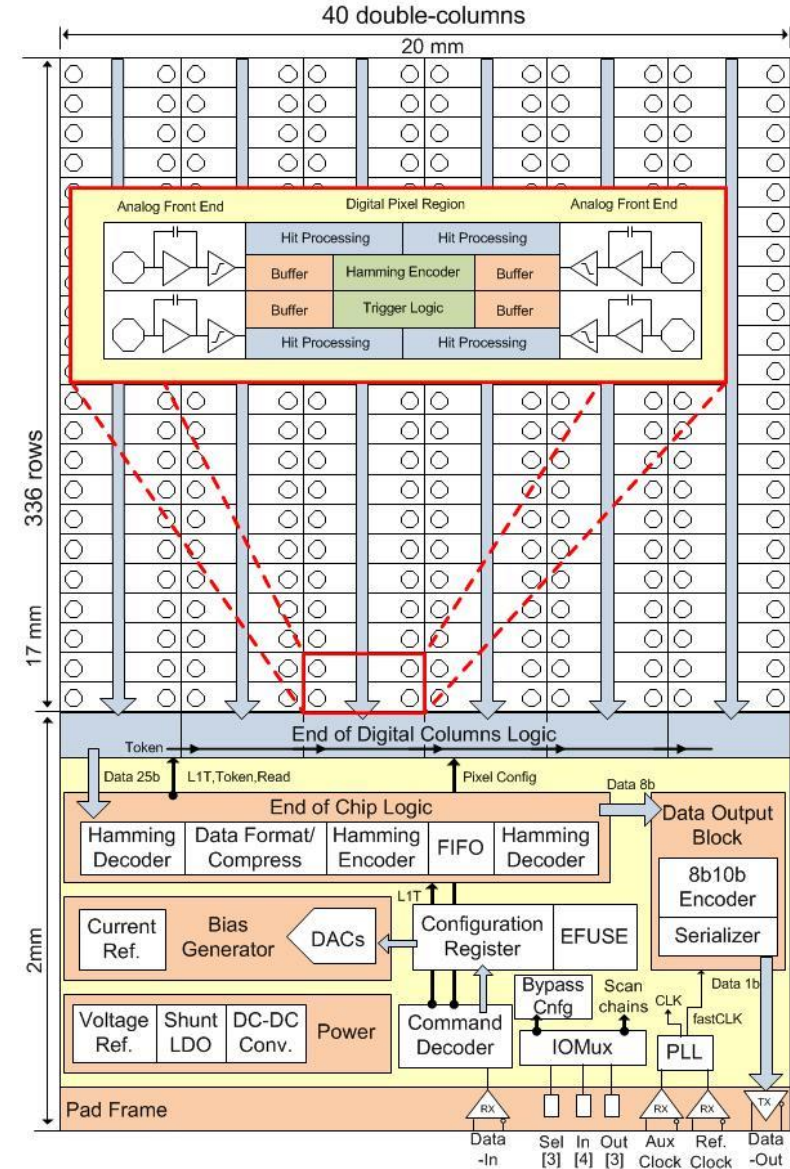 40 double-columns
20 mm
336 rows
17 mm
Analog Front End
Digital Pixel Region
Analog Front End
Hit Processing
Hit Processing
Buffer
Hamming Encoder
Buffer
Buffer
Trigger Logic
Buffer
Hit Processing
Hit Processing
2mm
End of Digital Columns Logic
Token
Data 25b
L1T,Token,Read
Pixel Config
Data 8b
End of Chip Logic
Hamming
Decoder
Data Format/
Compress
Hamming
Encoder
FIFO
Hamming
Decoder
Data Output
Block
8b10b
Encoder
Serializer
L1T
Current
Ref.
Bias
Generator
DACs
Configuration
Register
EFUSE
Voltage
Ref.
Shunt
LDO
DC-DC
Conv.
Power
Command
Decoder
Bypass
Cnfg
Scan
chains
IOMux
CLK
fastCLK
Data 1b
PLL
Pad Frame
RX
RX
RX
TX
Data
-In
Sel
[3]
In
[4]
Out
[3]
Aux
Clock
Ref.
Clock
Data
-Out